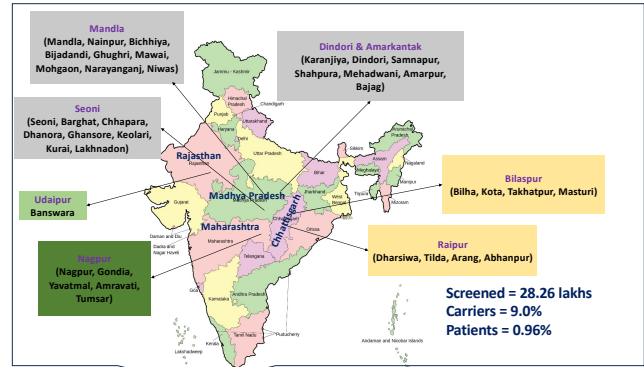 Mandla
(Mandla, Nainpur, Bichhiya,
Bijadandi, Ghughri, Mawai,
Mohgaon, Narayanganj, Niwas)
Dindori & Amarkantak
(Karanjiya, Dindori, Samnapur,
Shahpura, Mehadwani, Amarpur,
Bajag)
Seoni
(Seoni, Barghat, Chhapara,
Dhanora, Ghansore, Keolari,
Kurai, Lakhnadon)
Udaipur
Banswara
Nagpur
(Nagpur, Gondia,
Yavatmal, Amravati,
Tumsar)
Bilaspur
(Bilha, Kota, Takhatpur, Masturi)
Raipur
(Dharsiwa, Tilda, Arang, Abhanpur)
Screened = 28.26 lakhs
Carriers = 9.0%
Patients = 0.96%
Rajasthan
Madhya Pradesh
Maharashtra
Chhattisgarh
Jammu - Kashmir
Himachal
Pradesh
Punjab
Chandigarh
Uttarakhand
Haryana
Delhi
Uttar Pradesh
Bihar
Sikkim
Arunachal
Pradesh
Assam
Nagaland
Meghalaya
Manipur
Tripura
Mizoram
West
Bengal
Jharkhand
Orissa
Gujarat
Daman and Diu
Dadra and
Nagar Haveli
Maharashtra
Telangana
Goa
Karnataka
Andhra Pradesh
Puducherry
Tamil Nadu
Kerala
Lakshadweep
Andaman and Nicobar Islands